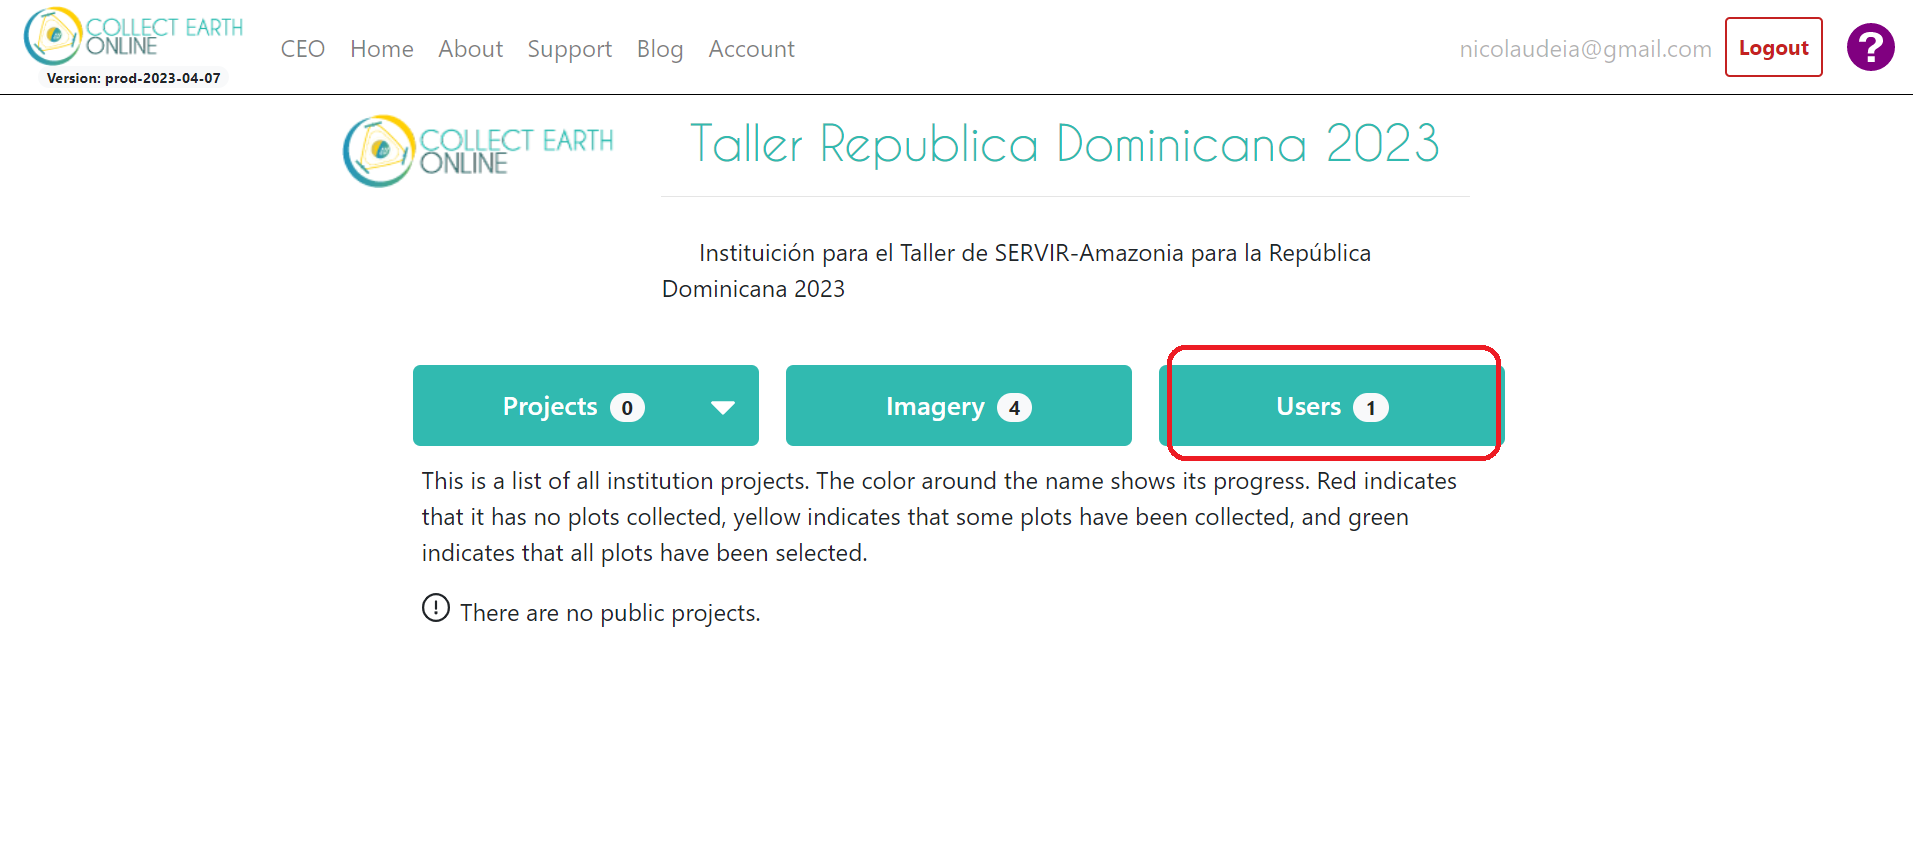 COLLECT EARTH
ONLINE
Version: prod-2023-04-07
CEO Home About Support Blog Account
nicolaudeia@gmail.com Logout ?
COLLECT EARTH
ONLINE
Taller Republica Dominicana 2023
Instituición para el Taller de SERVIR-Amazonia para la República
Dominicana 2023
Projects 0
Imagery 4
Users 1
This is a list of all institution projects. The color around the name shows its progress. Red indicates
that it has no plots collected, yellow indicates that some plots have been collected, and green
indicates that all plots have been selected.
There are no public projects.